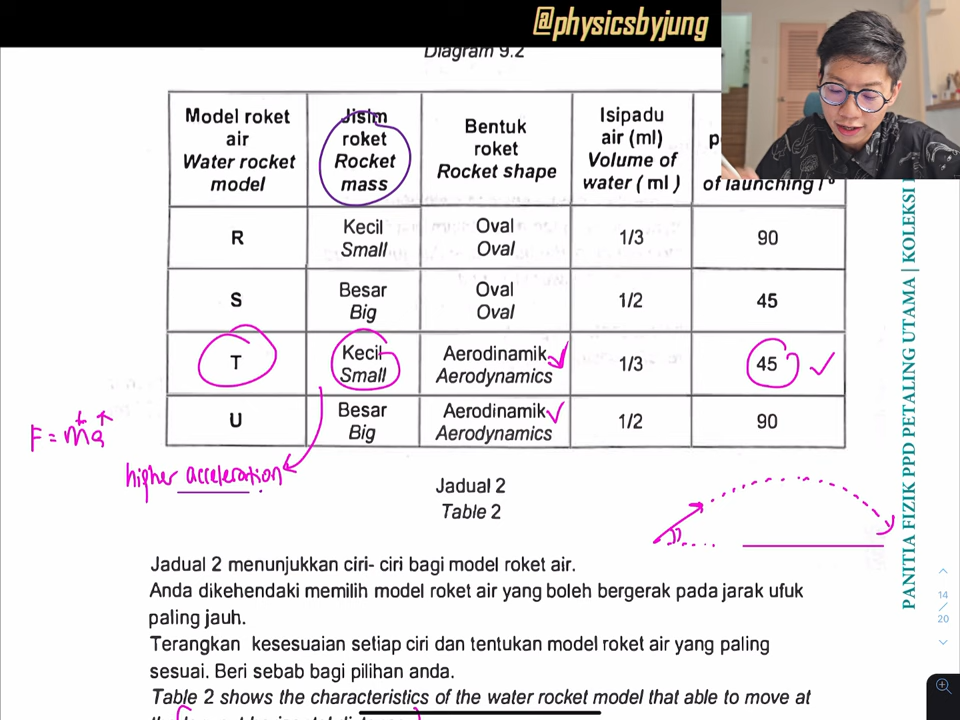 @physicsbyjung
Diagram 9.2
Model roket air
Water rocket model
Jisim roket
Rocket mass
Bentuk roket
Rocket shape
Isipadu air (ml)
Volume of water ( ml )
of launching / °
R
Kecil
Small
Oval
Oval
1/3
90
S
Besar
Big
Oval
Oval
1/2
45
T
Kecil
Small
Aerodinamik
Aerodynamics
1/3
45
U
Besar
Big
Aerodinamik
Aerodynamics
1/2
90
F = ma
higher acceleration
Jadual 2
Table 2
Jadual 2 menunjukkan ciri- ciri bagi model roket air.
Anda dikehendaki memilih model roket air yang boleh bergerak pada jarak ufuk
paling jauh.
Terangkan kesesuaian setiap ciri dan tentukan model roket air yang paling
sesuai. Beri sebab bagi pilihan anda.
Table 2 shows the characteristics of the water rocket model that able to move at
PANITIA FIZIK PPD PETALING UTAMA | KOLEKSI
14
/
20